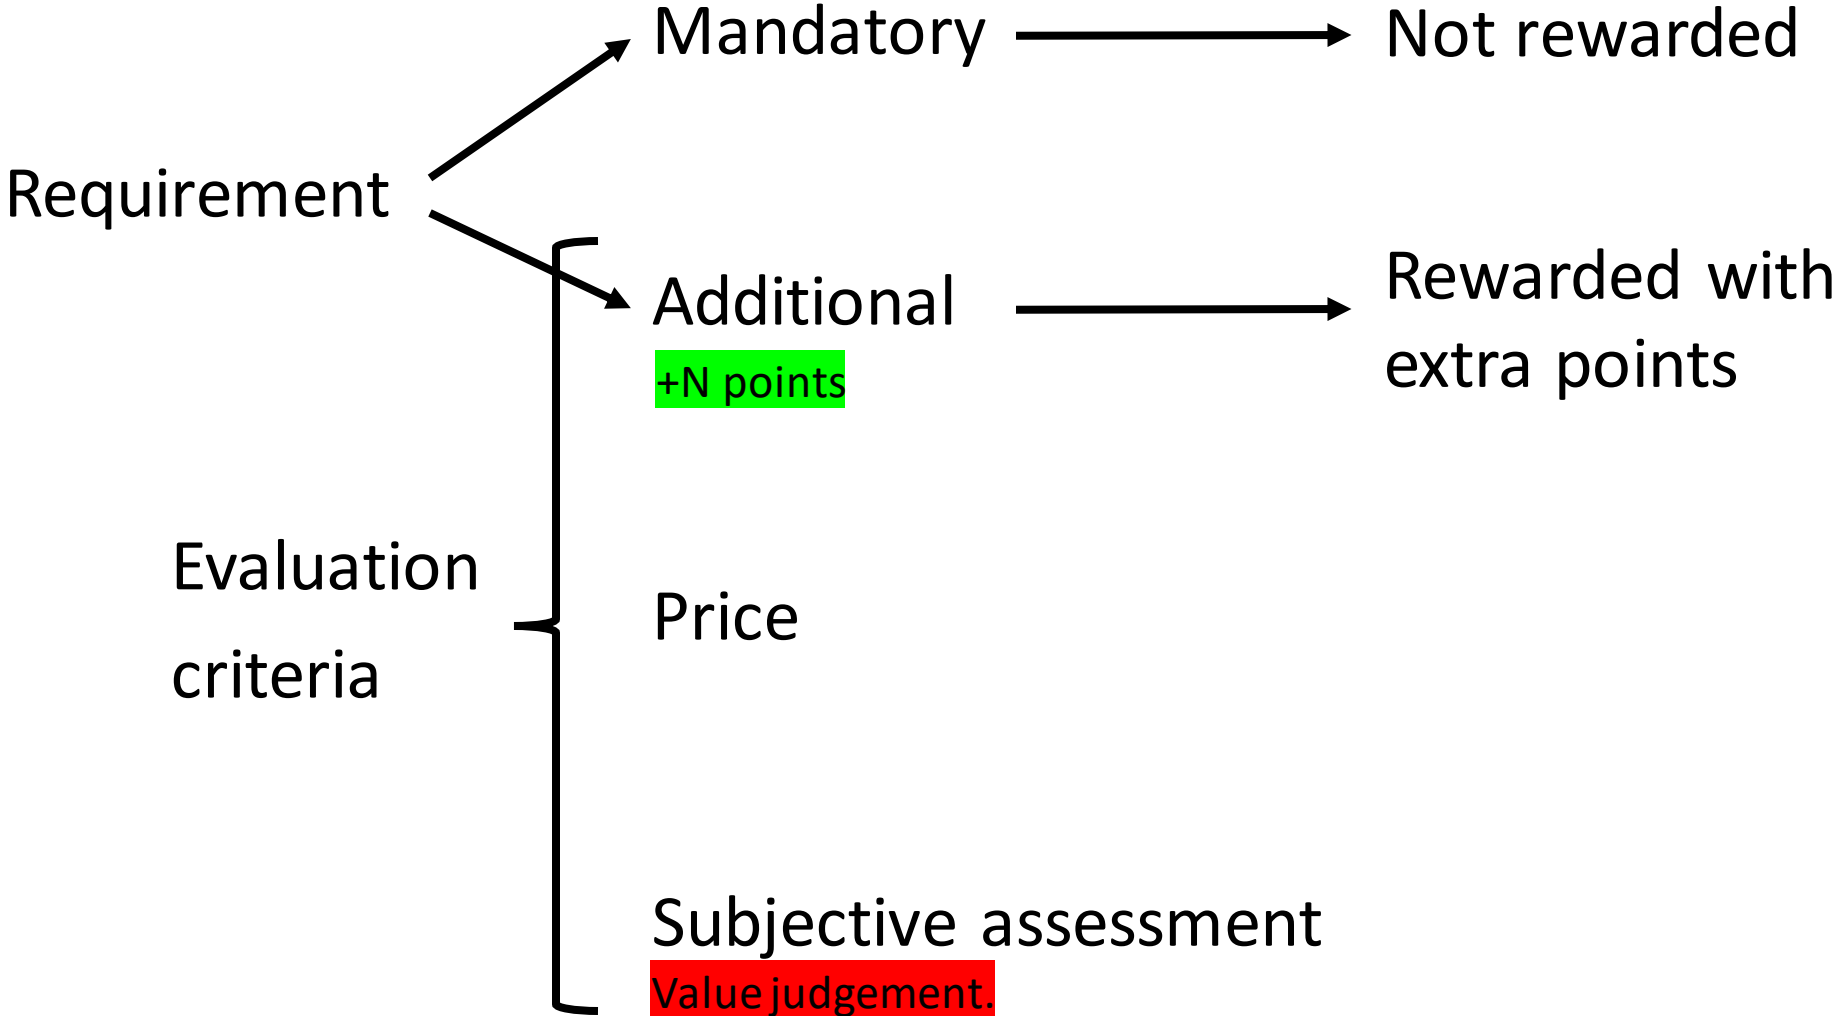 Mandatory
Not rewarded
Requirement
Additional
+N points
Rewarded with
extra points
Evaluation
criteria
Price
Subjective assessment
Value judgement.